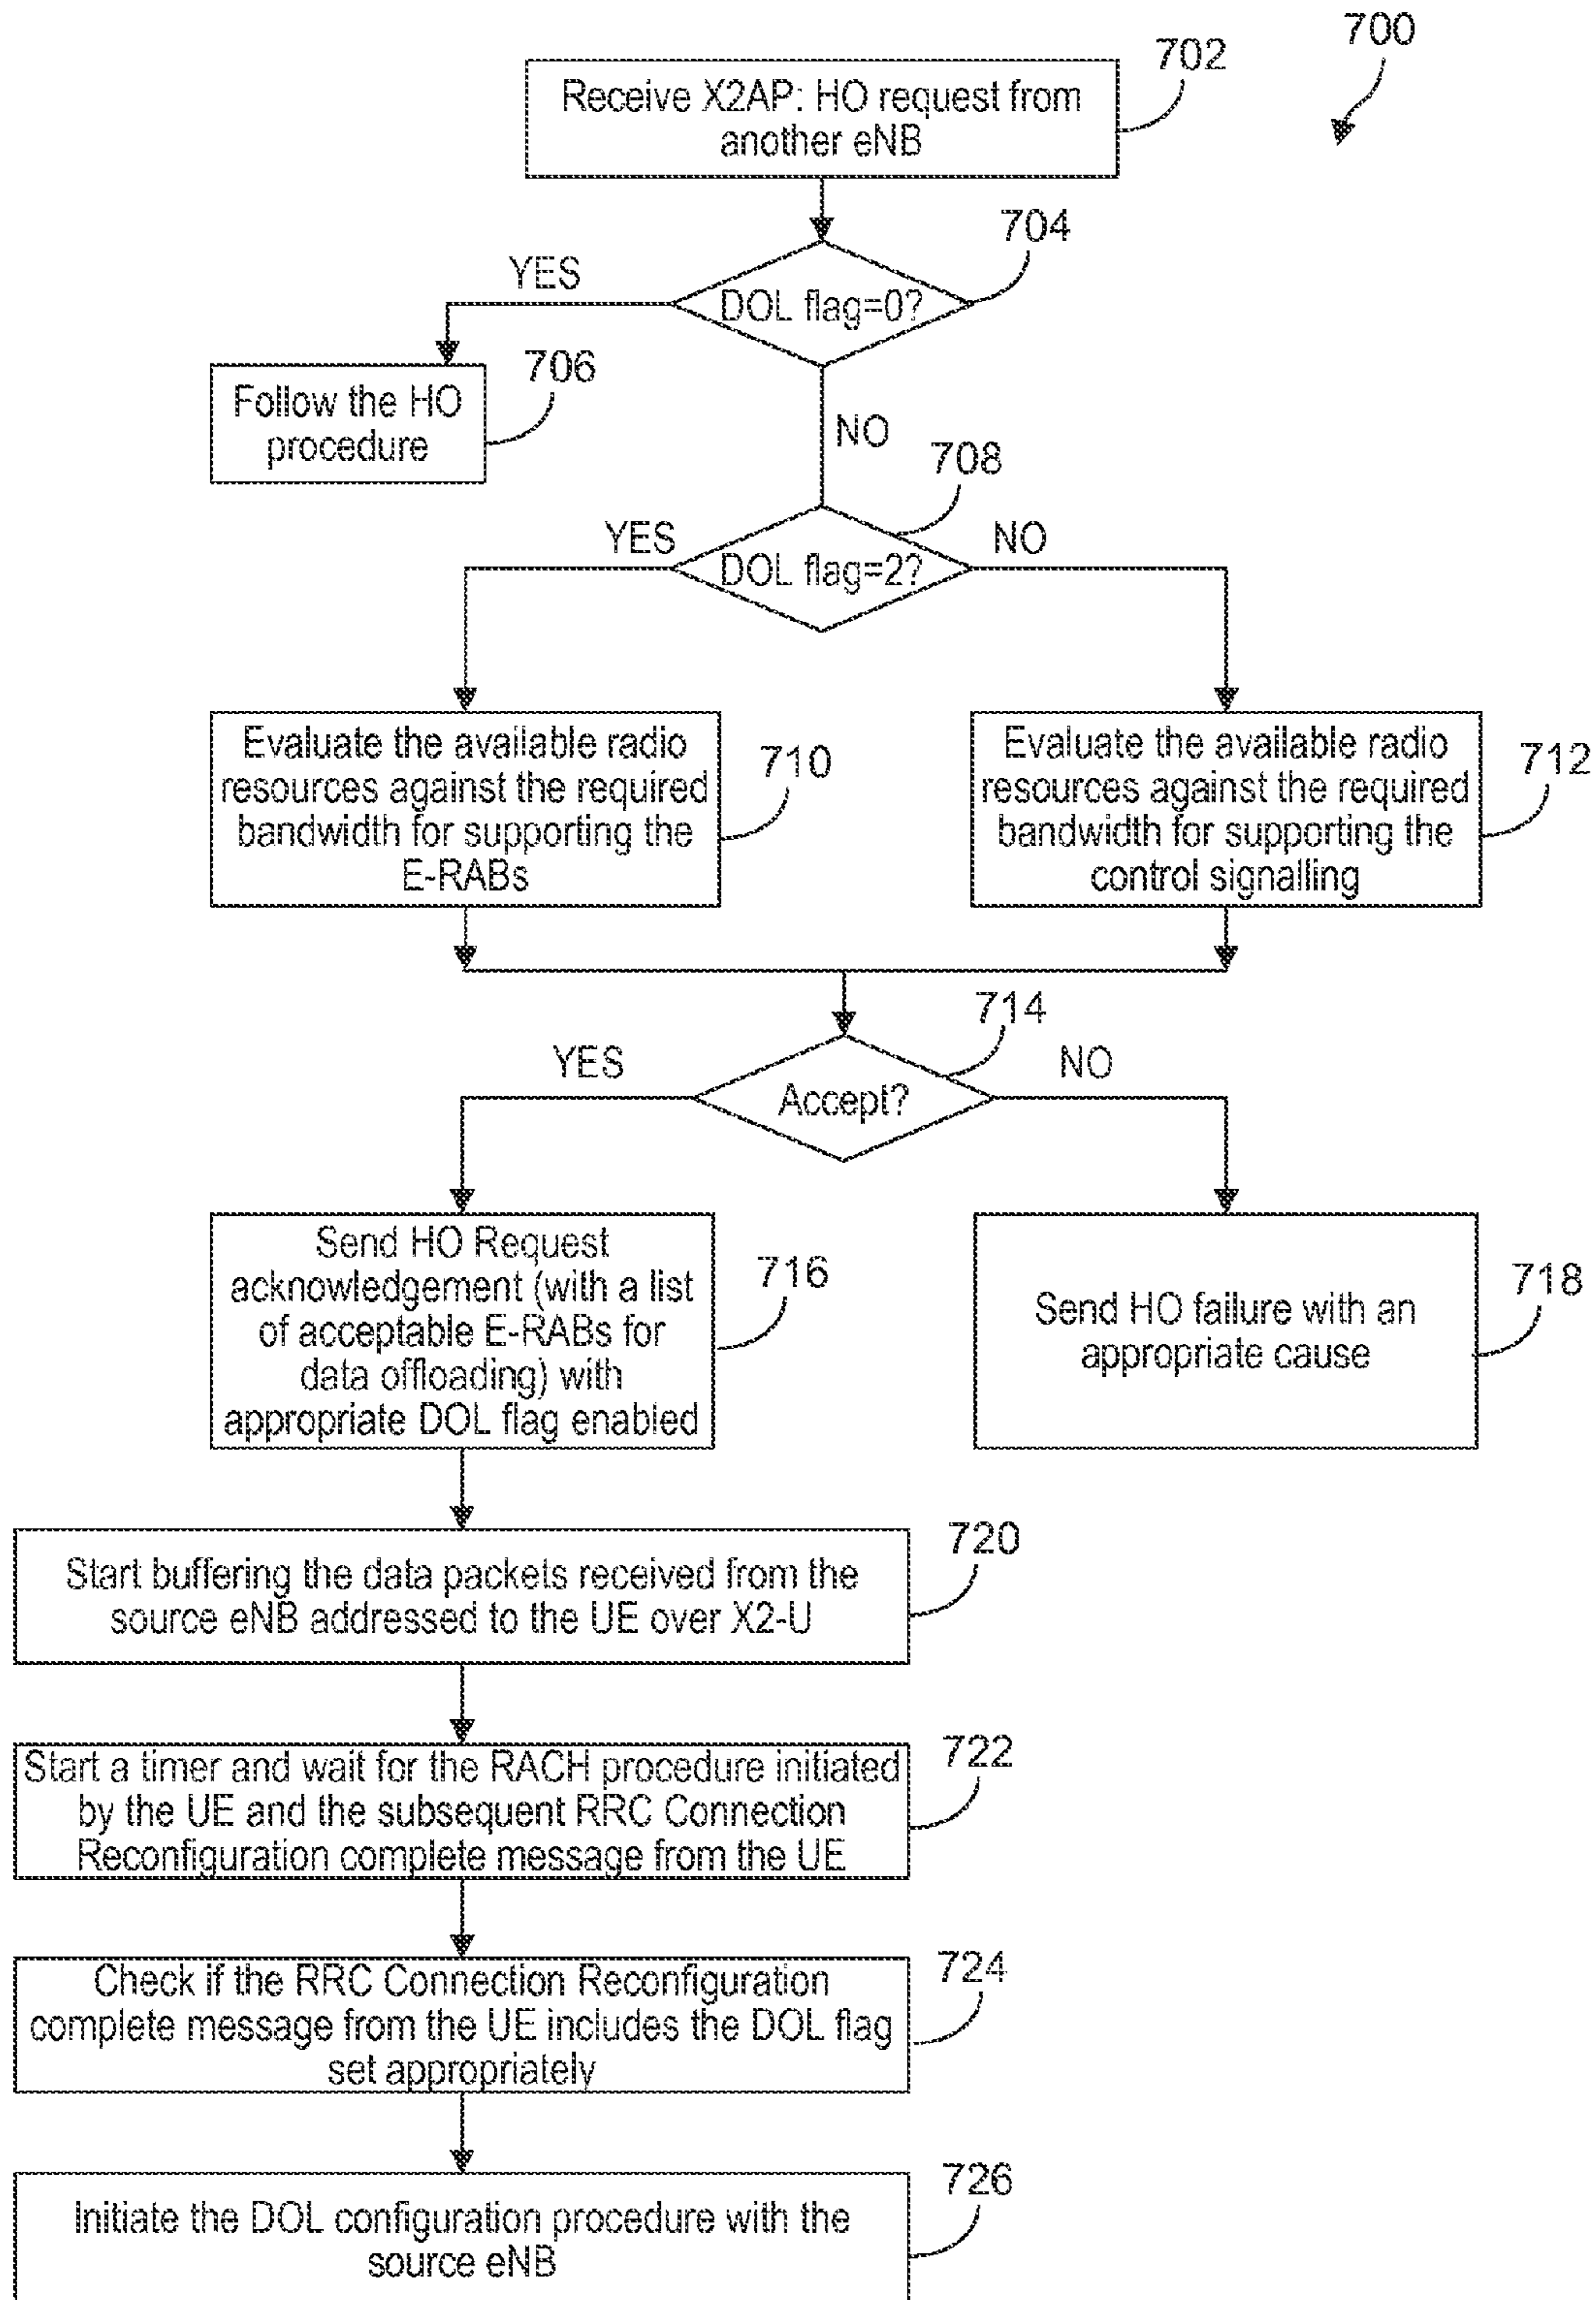 700
702
Receive X2AP: HO request from
another eNB
704
YES
DOL flag=0?
706
Follow the HO
procedure
NO
708
YES
NO
DOL flag=2?
Evaluate the available radio
resources against the required
bandwidth for supporting the
E-RABs
710
Evaluate the available radio
resources against the required
bandwidth for supporting the
control signalling
712
714
YES
NO
Accept?
Send HO Request
acknowledgement (with a list
of acceptable E-RABs for
data offloading) with
appropriate DOL flag enabled
716
Send HO failure with an
appropriate cause
718
Start buffering the data packets received from the
source eNB addressed to the UE over X2-U
720
Start a timer and wait for the RACH procedure initiated
by the UE and the subsequent RRC Connection
Reconfiguration complete message from the UE
722
Check if the RRC Connection Reconfiguration
complete message from the UE includes the DOL flag
set appropriately
724
Initiate the DOL configuration procedure with the
source eNB
726